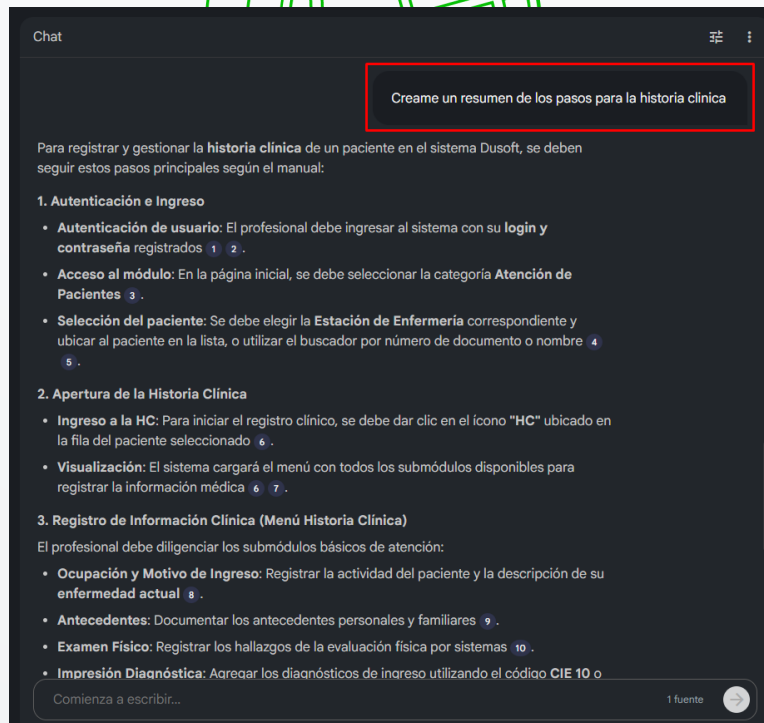 Chat
Creame un resumen de los pasos para la historia clinica
Para registrar y gestionar la historia clínica de un paciente en el sistema Dusoft, se deben
seguir estos pasos principales según el manual:
1. Autenticación e Ingreso
• Autenticación de usuario: El profesional debe ingresar al sistema con su login y
contraseña registrados 1 2 .
• Acceso al módulo: En la página inicial, se debe seleccionar la categoría Atención de
Pacientes 3 .
• Selección del paciente: Se debe elegir la Estación de Enfermería correspondiente y
ubicar al paciente en la lista, o utilizar el buscador por número de documento o nombre 4
5 .
2. Apertura de la Historia Clínica
• Ingreso a la HC: Para iniciar el registro clínico, se debe dar clic en el ícono "HC" ubicado en
la fila del paciente seleccionado 6 .
• Visualización: El sistema cargará el menú con todos los submódulos disponibles para
registrar la información médica 6 7 .
3. Registro de Información Clínica (Menú Historia Clínica)
El profesional debe diligenciar los submódulos básicos de atención:
• Ocupación y Motivo de Ingreso: Registrar la actividad del paciente y la descripción de su
enfermedad actual 8 .
• Antecedentes: Documentar los antecedentes personales y familiares 9 .
• Examen Físico: Registrar los hallazgos de la evaluación física por sistemas 10 .
• Impresión Diagnóstica: Agregar los diagnósticos de ingreso utilizando el código CIE 10 o
Comienza a escribir...
1 fuente